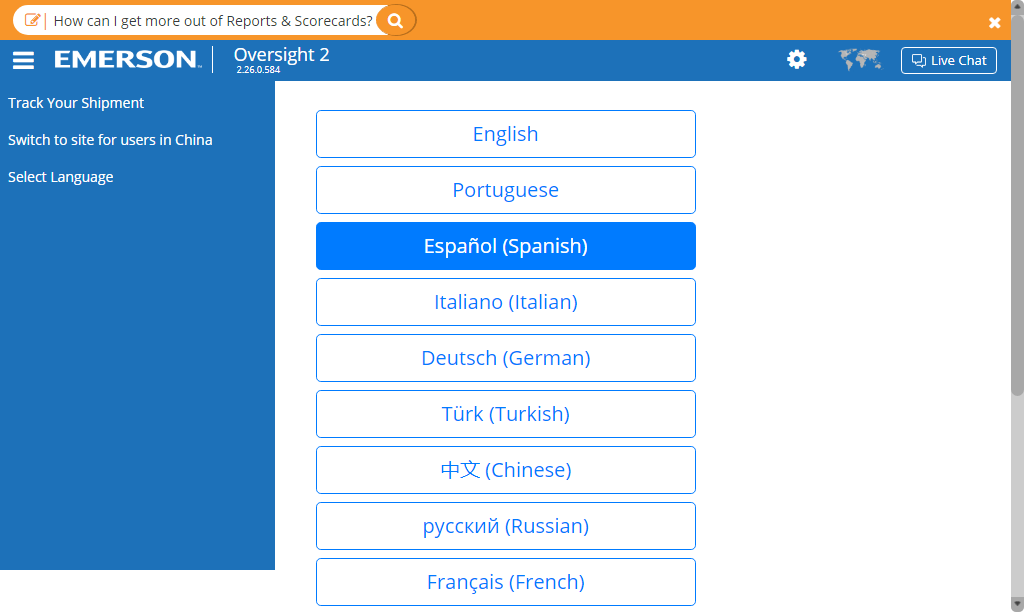 How can I get more out of Reports & Scorecards?
EMERSON™
Oversight 2
2.26.0.584
Live Chat
Track Your Shipment
Switch to site for users in China
Select Language
English
Portuguese
Español (Spanish)
Italiano (Italian)
Deutsch (German)
Türk (Turkish)
中文 (Chinese)
русский (Russian)
Français (French)